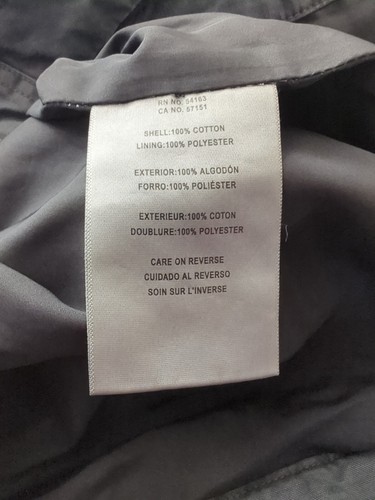 RN NO. 54163
CA NO. 57151
SHELL:100% COTTON
LINING:100% POLYESTER
EXTERIOR:100% ALGODÓN
FORRO:100% POLIÉSTER
EXTERIEUR:100% COTON
DOUBLURE:100% POLYESTER
CARE ON REVERSE
CUIDADO AL REVERSO
SOIN SUR L'INVERSE